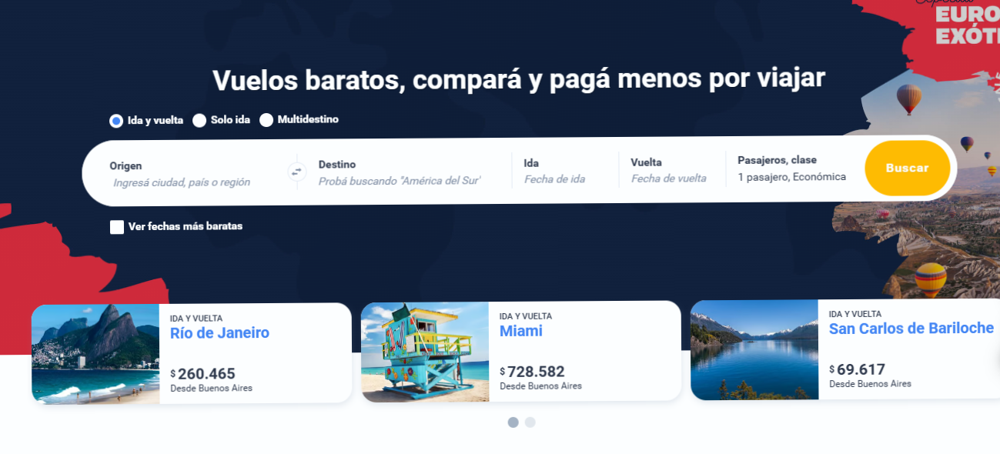 EURO
EXÓT
Vuelos baratos, compará y pagá menos por viajar
Ida y vuelta Solo ida Multidestino
Origen Destino Ida Vuelta Pasajeros, clase
Ingresá ciudad, país o región Probá buscando "América del Sur" Fecha de ida Fecha de vuelta 1 pasajero, Económica
Buscar
Ver fechas más baratas
IDA Y VUELTA
Río de Janeiro
$ 260.465
Desde Buenos Aires
IDA Y VUELTA
Miami
$ 728.582
Desde Buenos Aires
IDA Y VUELTA
San Carlos de Bariloche
$ 69.617
Desde Buenos Aires